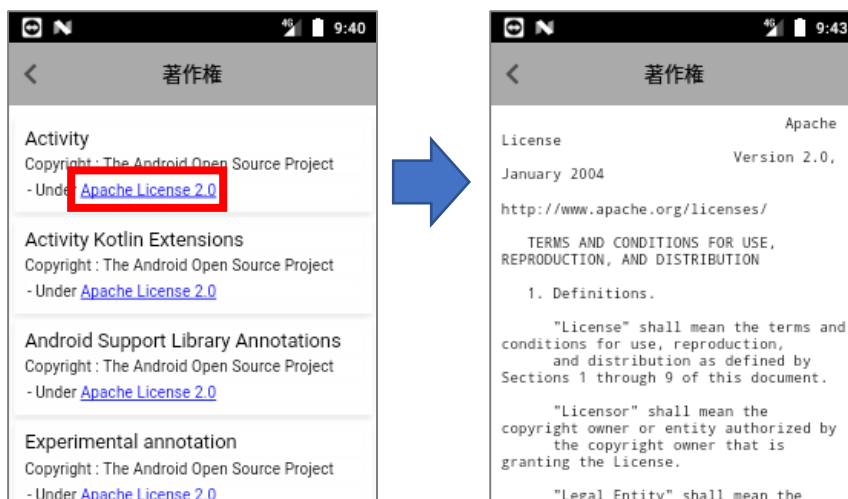 4G 9:40
著作権
Activity
Copyright : The Android Open Source Project
- Under Apache License 2.0
Activity Kotlin Extensions
Copyright : The Android Open Source Project
- Under Apache License 2.0
Android Support Library Annotations
Copyright : The Android Open Source Project
- Under Apache License 2.0
Experimental annotation
Copyright : The Android Open Source Project
- Under Apache License 2.0
4G 9:43
著作権
Apache
License
Version 2.0,
January 2004
http://www.apache.org/licenses/
TERMS AND CONDITIONS FOR USE,
REPRODUCTION, AND DISTRIBUTION
1. Definitions.
"License" shall mean the terms and
conditions for use, reproduction,
and distribution as defined by
Sections 1 through 9 of this document.
"Licensor" shall mean the
copyright owner or entity authorized by
the copyright owner that is
granting the License.
"Legal Entity" shall mean the